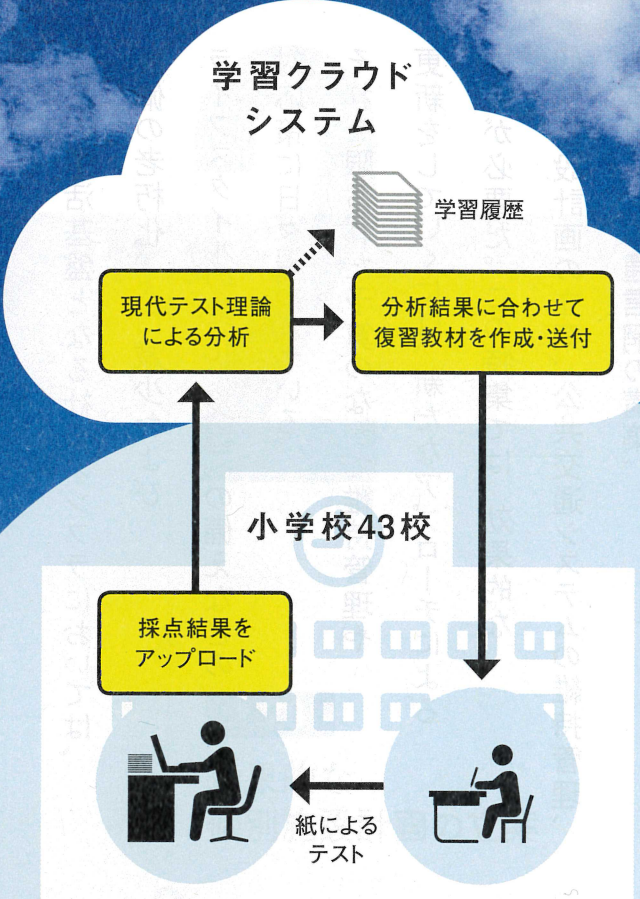 学習クラウド
システム
学習履歴
現代テスト理論
による分析
分析結果に合わせて
復習教材を作成・送付
小学校43校
採点結果を
アップロード
紙による
テスト